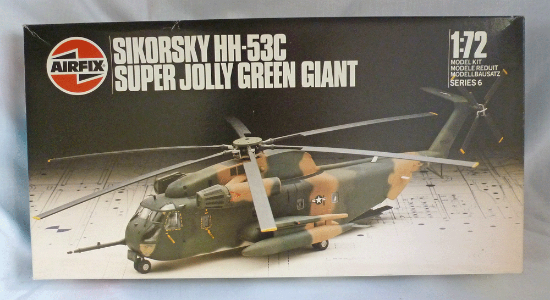 AIRFIX
SIKORSKY HH-53C
SUPER JOLLY GREEN GIANT
1:72
MODEL KIT
MODELE REDUIT
MODELLBAUSATZ
SERIES 6